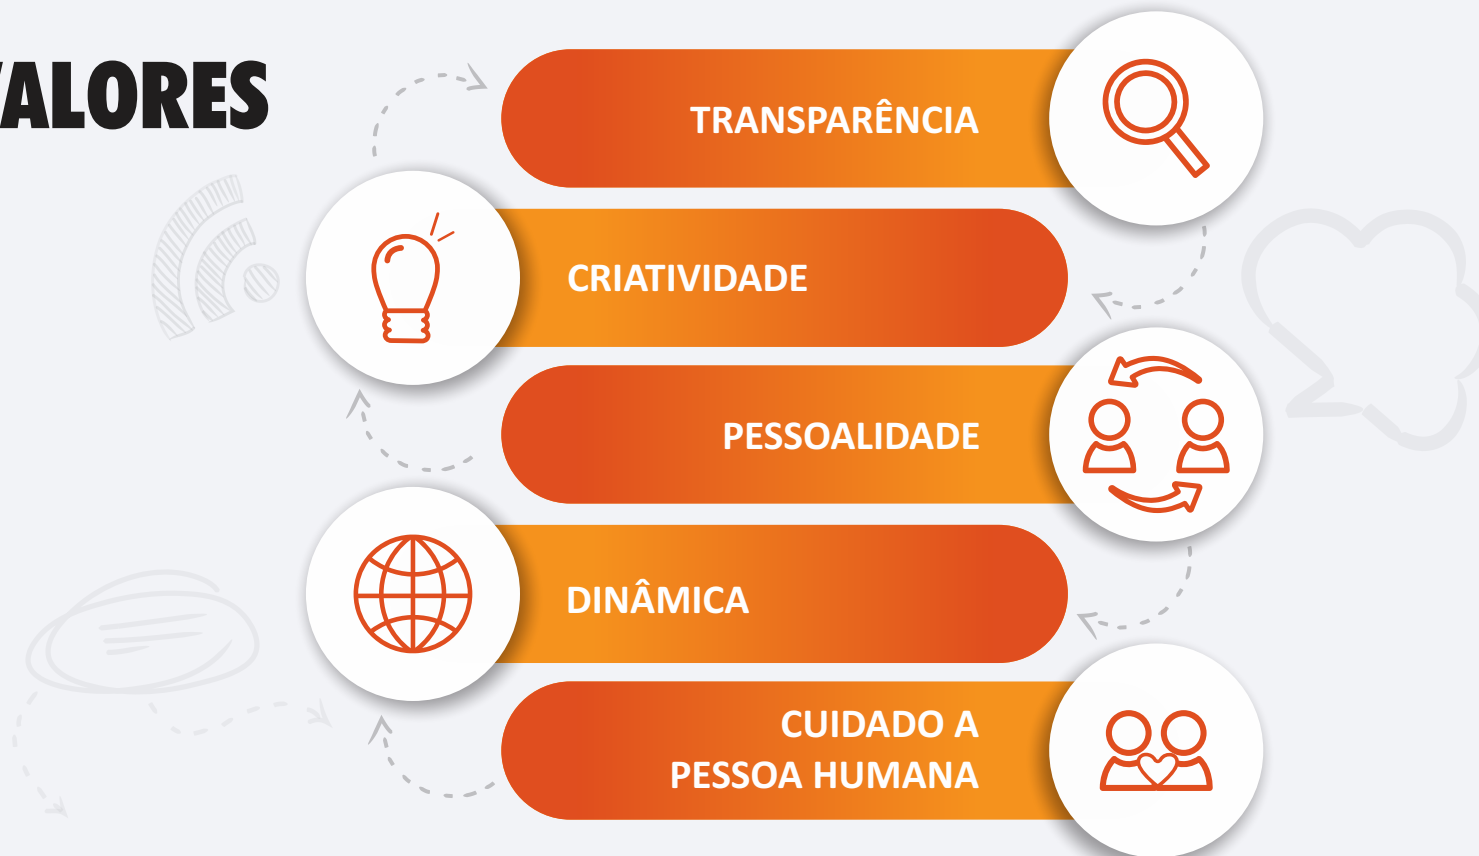 VALORES
TRANSPARÊNCIA
CRIATIVIDADE
PESSOALIDADE
DINÂMICA
CUIDADO A
PESSOA HUMANA